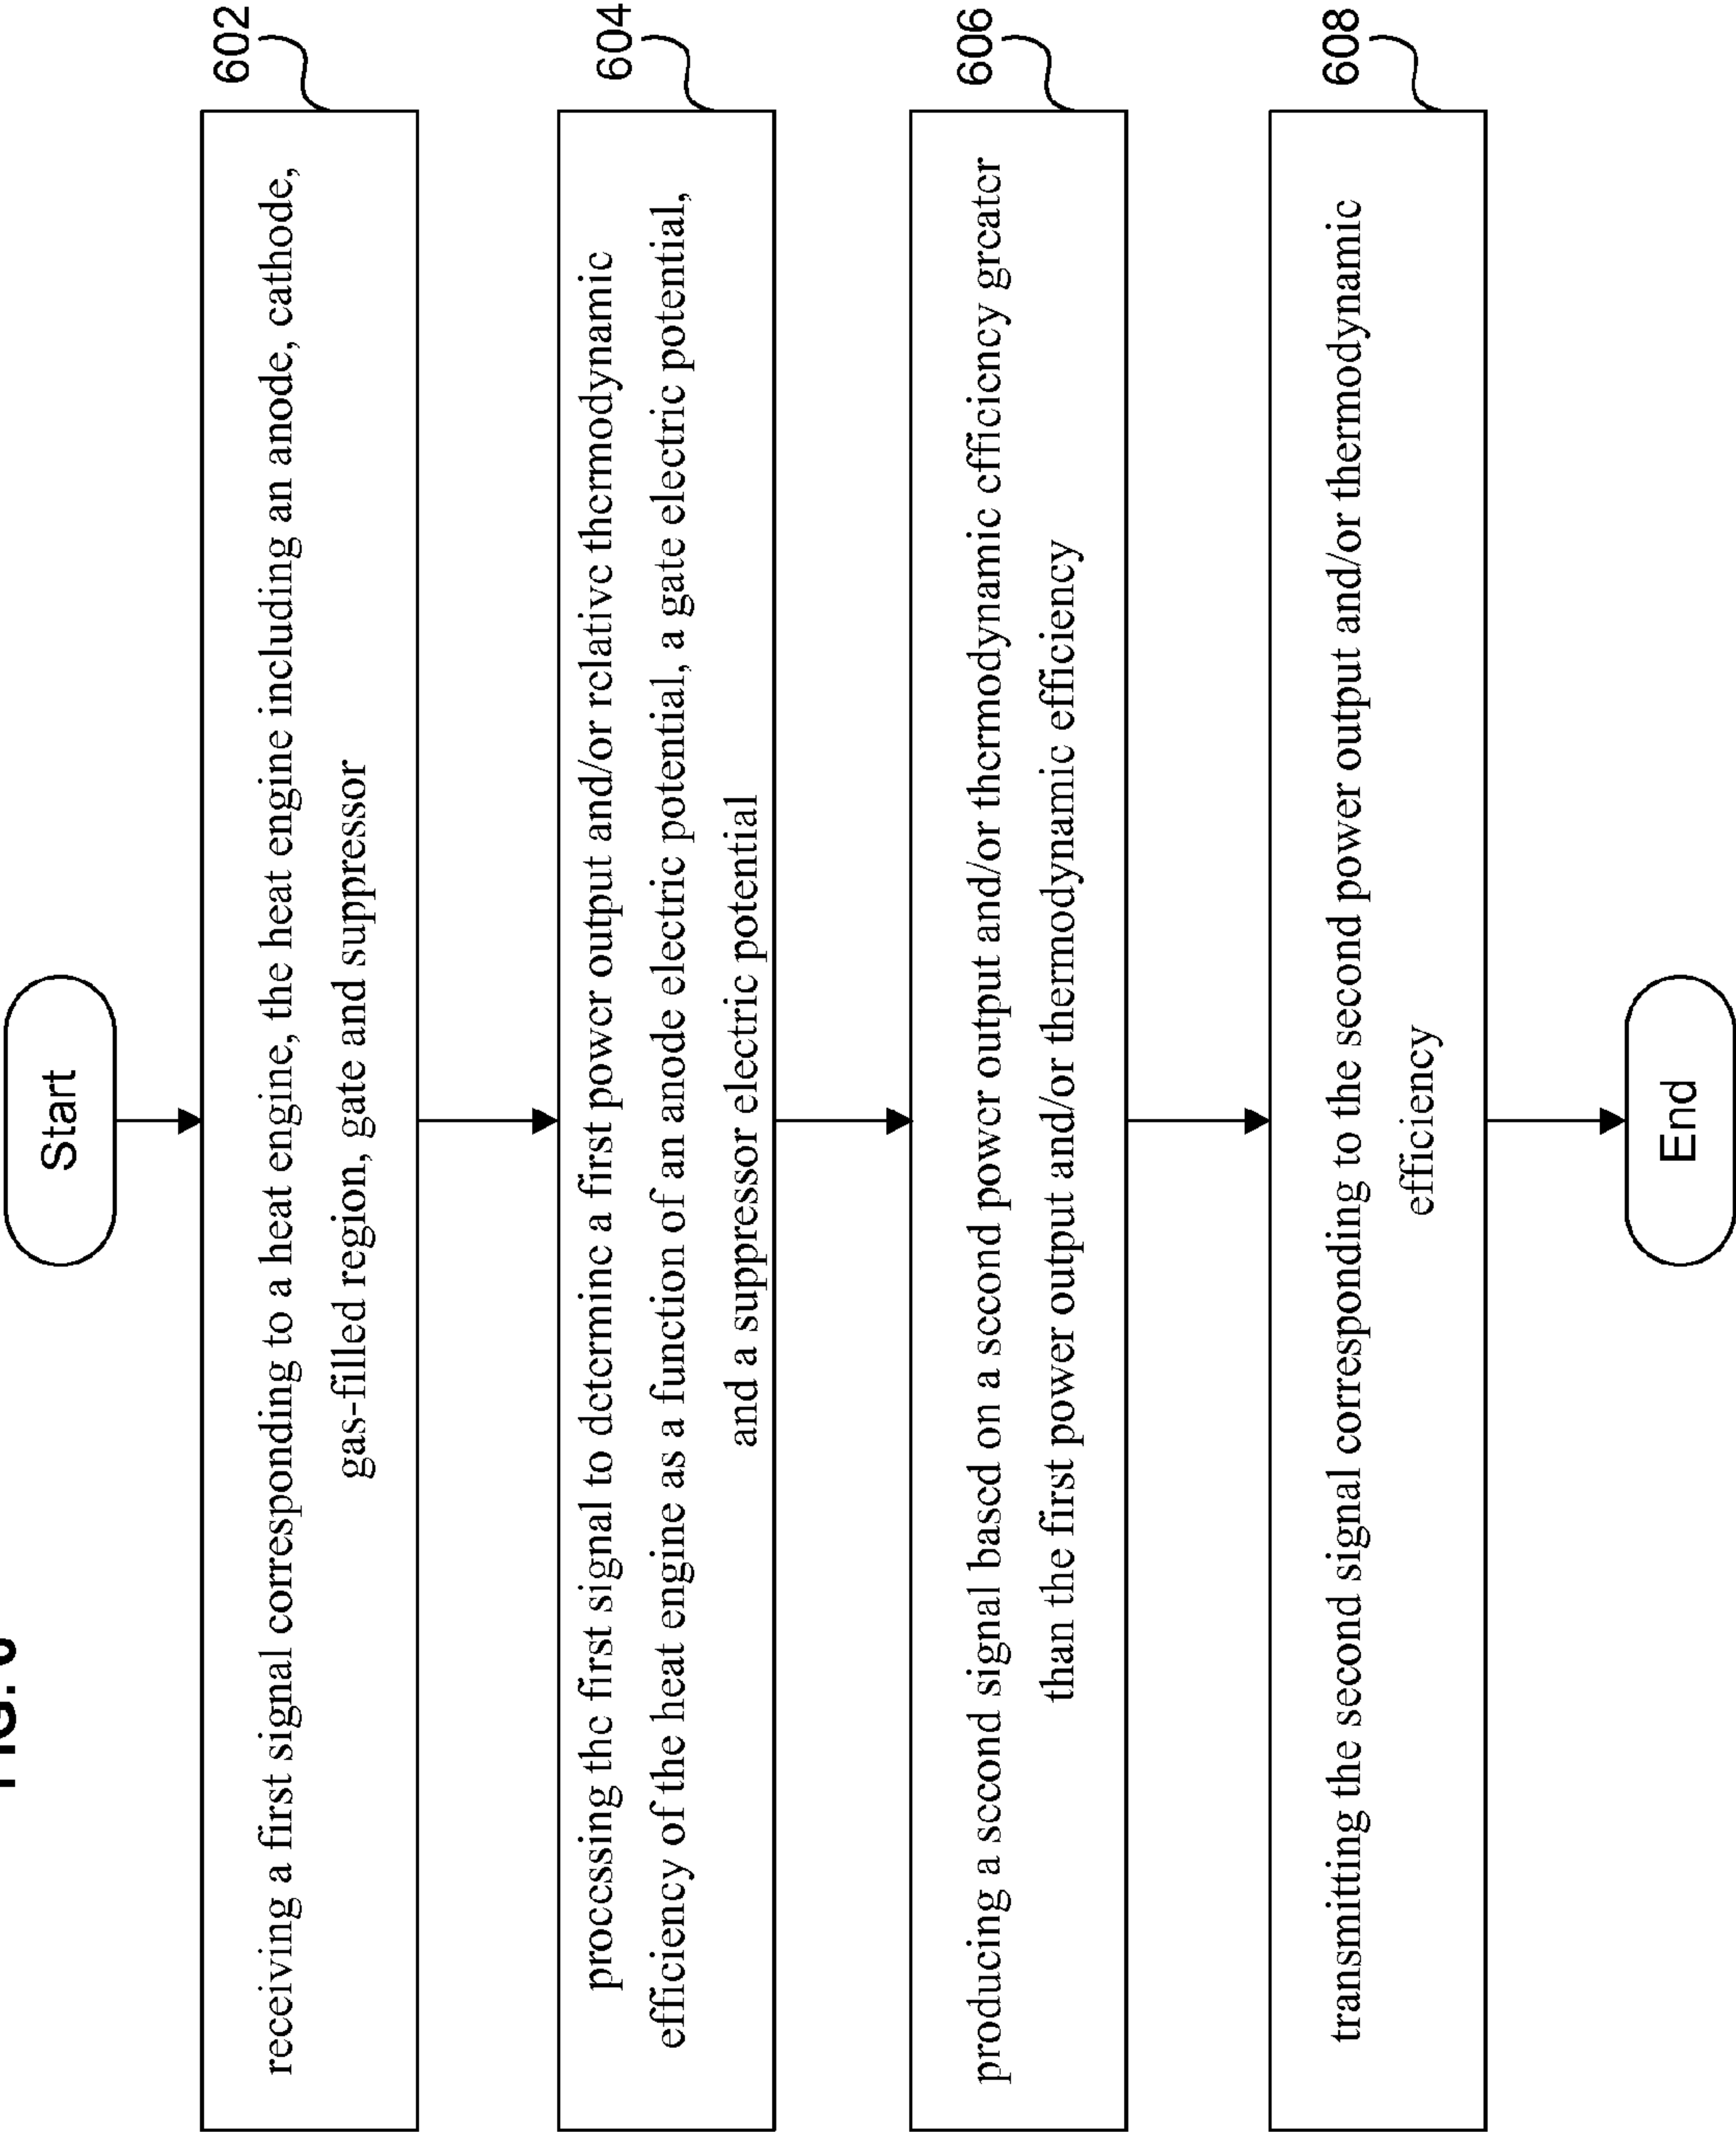 FIG.
Start
602
receiving a first signal corresponding to a heat engine, the heat engine including an anode, cathode,
gas-filled region, gate and suppressor
604
processing the first signal to determine a first power output and/or relative thermodynamic
efficiency of the heat engine as a function of an anode electric potential, a gate electric potential,
and a suppressor electric potential
606
producing a second signal based on a second power output and/or thermodynamic efficiency greater
than the first power output and/or thermodynamic efficiency
608
transmitting the second signal corresponding to the second power output and/or thermodynamic
efficiency
End